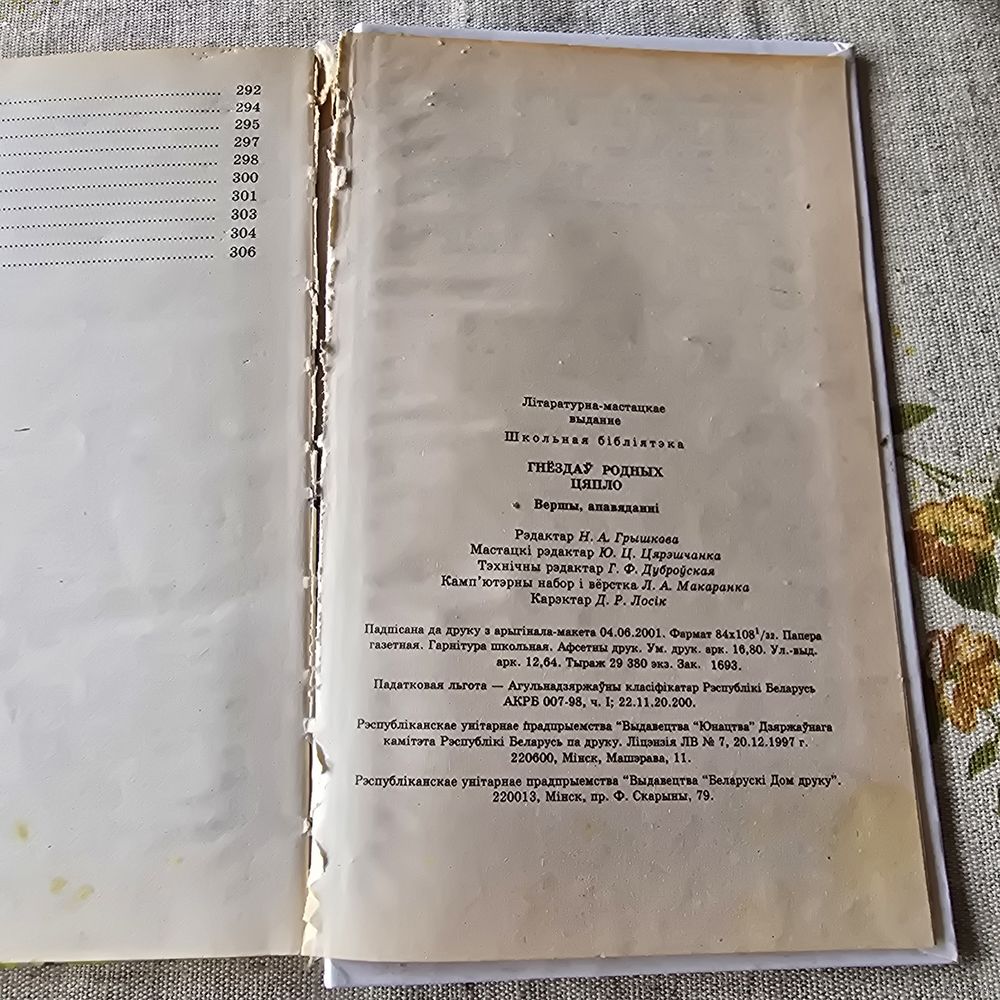 292
294
295
297
298
300
301
303
304
306
Літаратурна-мастацкае
выданне
Школьная бібліятэка
ГНЁЗДАЎ РОДНЫХ
ЦЯПЛО
Вершы, апавяданні
Рэдактар Н. А. Грышкова
Мастацкі рэдактар Ю. Ц. Цярэшчанка
Тэхнічны рэдактар Г. Ф. Дуброўская
Камп'ютэрны набор і вёрстка Л. А. Макаранка
Карэктар Д. Р. Лосік
Падпісана да друку з арыгінала-макета 04.06.2001. Фармат 84х108¹/₃₂. Папера
газетная. Гарнітура школьная. Афсетны друк. Ум. друк. арк. 16,80. Ул.-выд.
арк. 12,64. Тыраж 29 380 экз. Зак. 1693.
Падатковая льгота — Агульнадзяржаўны класіфікатар Рэспублікі Беларусь
АКРБ 007-98, ч. I; 22.11.20.200.
Рэспубліканскае унітарнае прадпрыемства "Выдавецтва "Юнацтва" Дзяржаўнага
камітэта Рэспублікі Беларусь па друку. Ліцэнзія ЛВ № 7, 20.12.1997 г.
220600, Мінск, Машэрава, 11.
Рэспубліканскае унітарнае прадпрыемства "Выдавецтва "Беларускі Дом друку".
220013, Мінск, пр. Ф. Скарыны, 79.